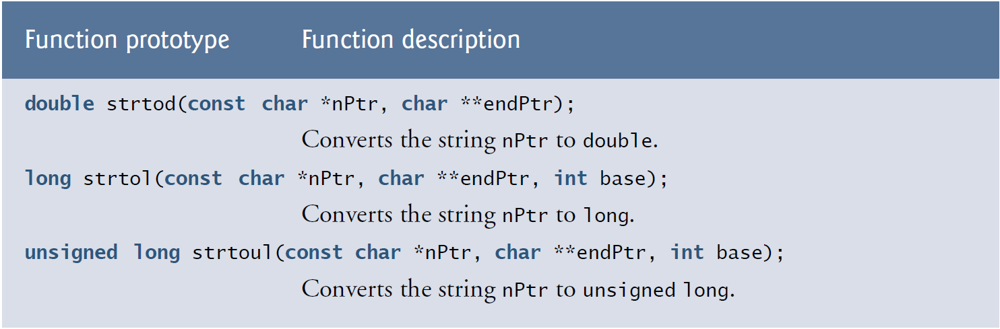 Function prototype Function description
double strtod(const char *nPtr, char **endPtr);
Converts the string nPtr to double.
long strtol(const char *nPtr, char **endPtr, int base);
Converts the string nPtr to long.
unsigned long strtoul(const char *nPtr, char **endPtr, int base);
Converts the string nPtr to unsigned long.